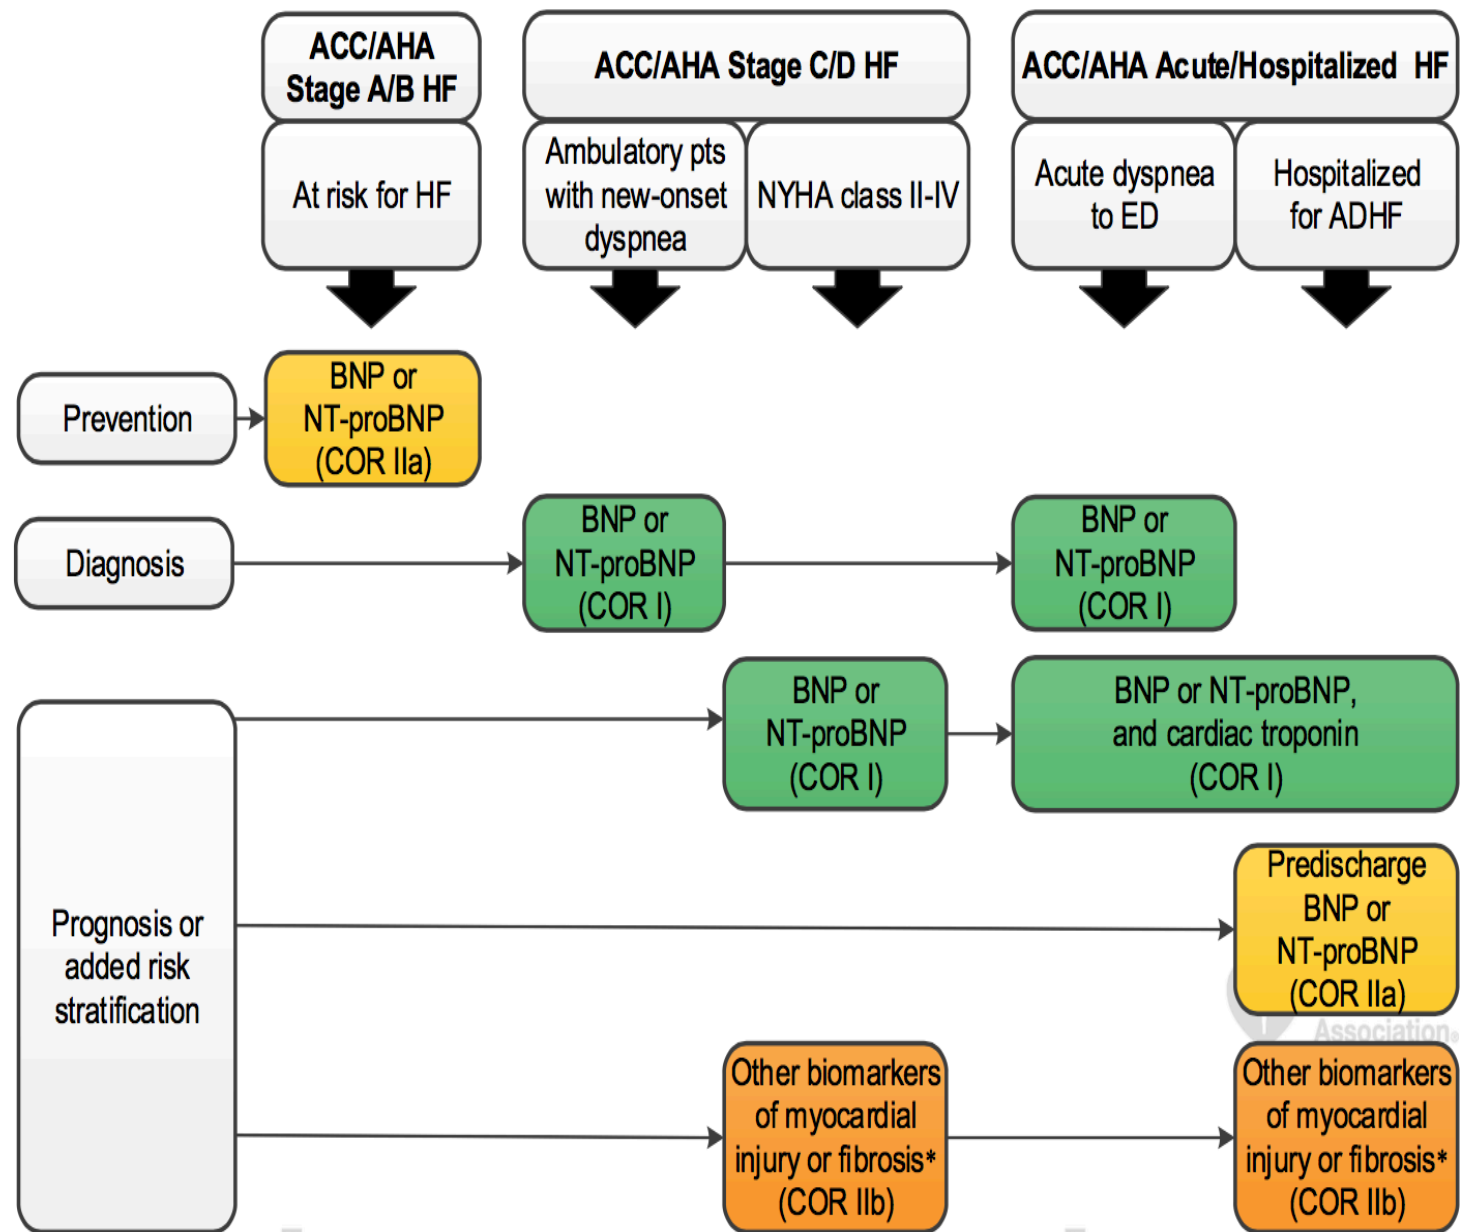 ACC/AHA
Stage A/B HF
ACC/AHA Stage C/D HF
ACC/AHA Acute/Hospitalized HF
At risk for HF
Ambulatory pts
with new-onset
dyspnea
NYHA class II-IV
Acute dyspnea
to ED
Hospitalized
for ADHF
Prevention
BNP or
NT-proBNP
(COR IIa)
Diagnosis
BNP or
NT-proBNP
(COR I)
BNP or
NT-proBNP
(COR I)
Prognosis or
added risk
stratification
BNP or
NT-proBNP
(COR I)
BNP or NT-proBNP,
and cardiac troponin
(COR I)
Predischarge
BNP or
NT-proBNP
(COR IIa)
Association®
Other biomarkers
of myocardial
injury or fibrosis*
(COR IIb)
Other biomarkers
of myocardial
injury or fibrosis*
(COR IIb)